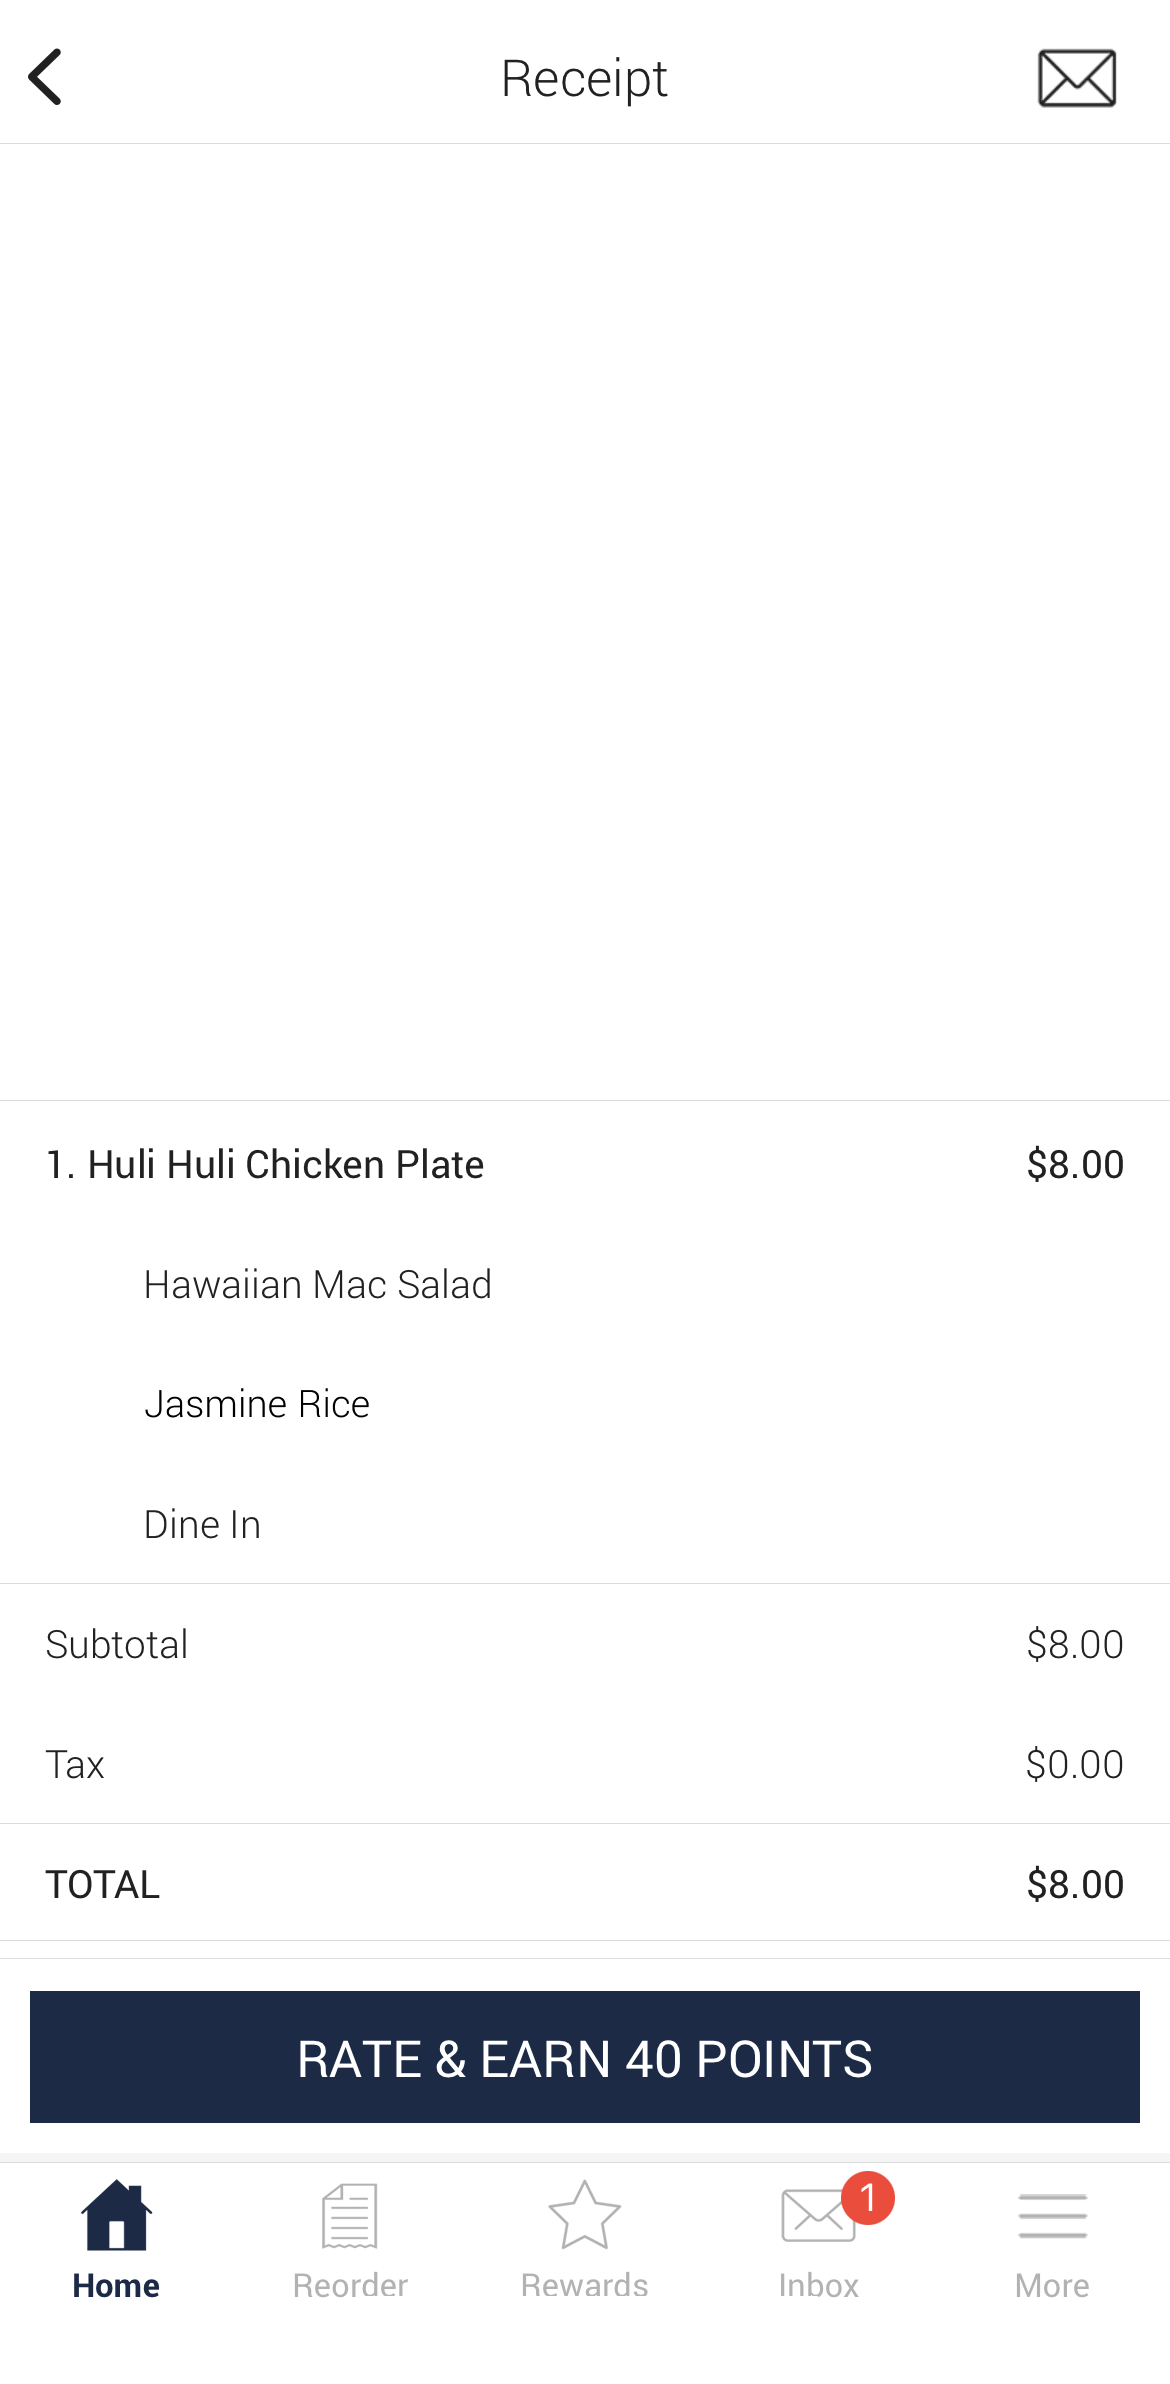 Receipt
1. Huli Huli Chicken Plate $8.00
Hawaiian Mac Salad
Jasmine Rice
Dine In
Subtotal $8.00
Tax $0.00
TOTAL $8.00
RATE & EARN 40 POINTS
1
Home Reorder Rewards Inbox More